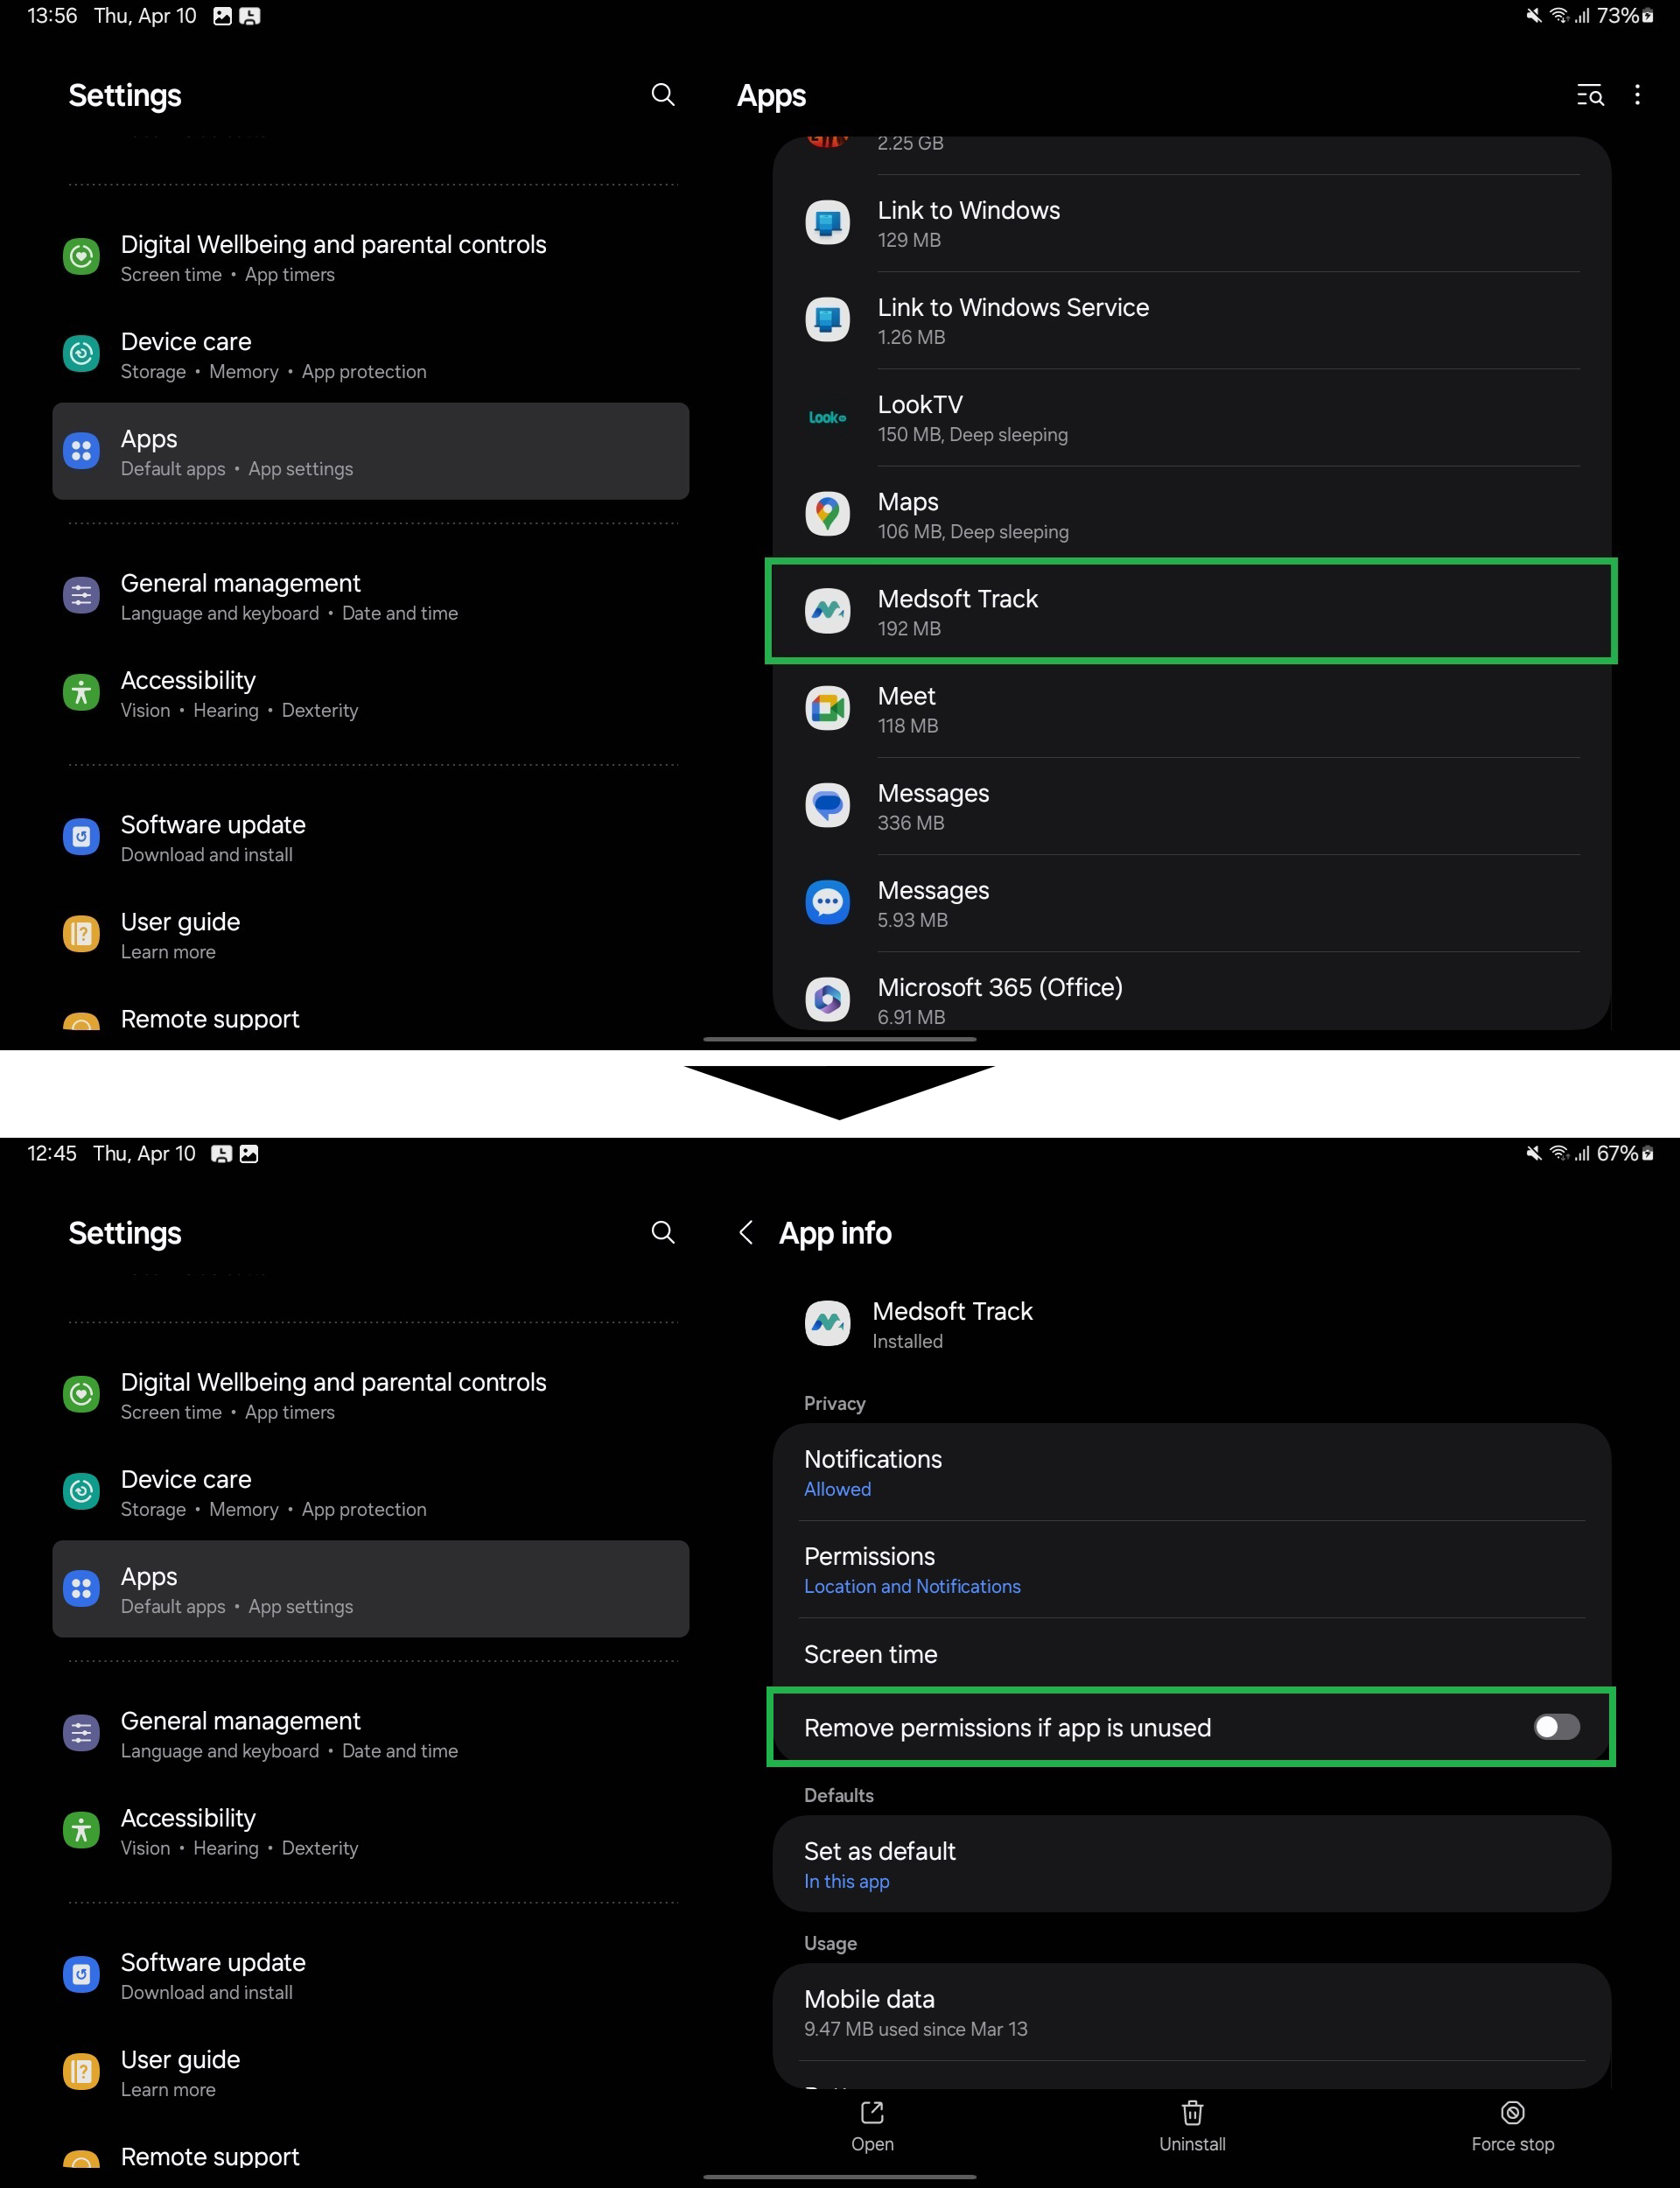 13:56 Thu, Apr 10
73%
Settings
Digital Wellbeing and parental controls
Screen time • App timers
Device care
Storage • Memory • App protection
Apps
Default apps • App settings
General management
Language and keyboard • Date and time
Accessibility
Vision • Hearing • Dexterity
Software update
Download and install
User guide
Learn more
Remote support
Apps
2.25 GB
Link to Windows
129 MB
Link to Windows Service
1.26 MB
Look
LookTV
150 MB, Deep sleeping
Maps
106 MB, Deep sleeping
Medsoft Track
192 MB
Meet
118 MB
Messages
336 MB
Messages
5.93 MB
Microsoft 365 (Office)
6.91 MB
12:45 Thu, Apr 10
67%
Settings
Digital Wellbeing and parental controls
Screen time • App timers
Device care
Storage • Memory • App protection
Apps
Default apps • App settings
General management
Language and keyboard • Date and time
Accessibility
Vision • Hearing • Dexterity
Software update
Download and install
User guide
Learn more
Remote support
App info
Medsoft Track
Installed
Privacy
Notifications
Allowed
Permissions
Location and Notifications
Screen time
Remove permissions if app is unused
Defaults
Set as default
In this app
Usage
Mobile data
9.47 MB used since Mar 13
Open
Uninstall
Force stop